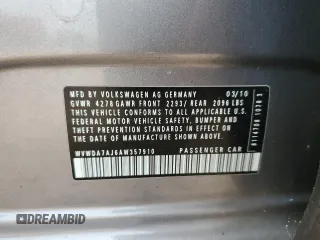 MFD BY VOLKSWAGEN AG GERMANY 03/10
GVWR 4278 GAWR FRONT 2293/ REAR 2096 LBS
THIS VEHICLE CONFORMS TO ALL APPLICABLE U.S.
FEDERAL MOTOR VEHICLE SAFETY, BUMPER AND
THEFT PREVENTION STANDARDS IN EFFECT ON THE
DATE OF MANUFACTURE SHOWN ABOVE.
WVWDA7AJ6AW357910 PASSENGER CAR
© DREAMBID